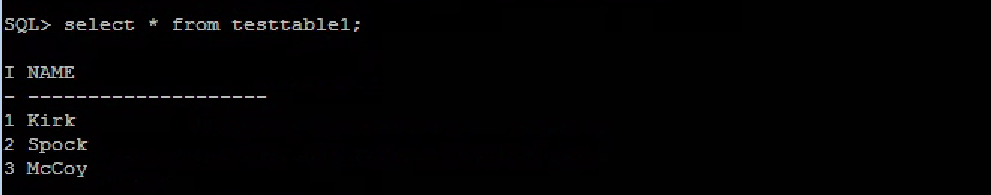 SQL> select * from testtable1;
I NAME
- --------------------
1 Kirk
2 Spock
3 McCoy